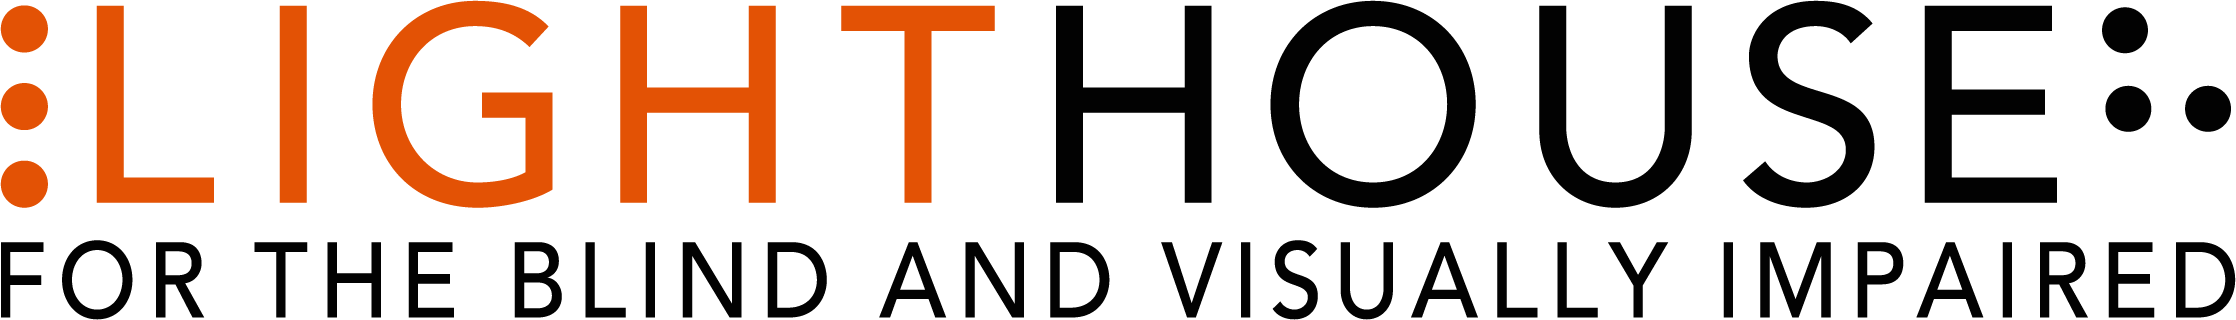 ⠇LIGHTHOUSE⠓
FOR THE BLIND AND VISUALLY IMPAIRED